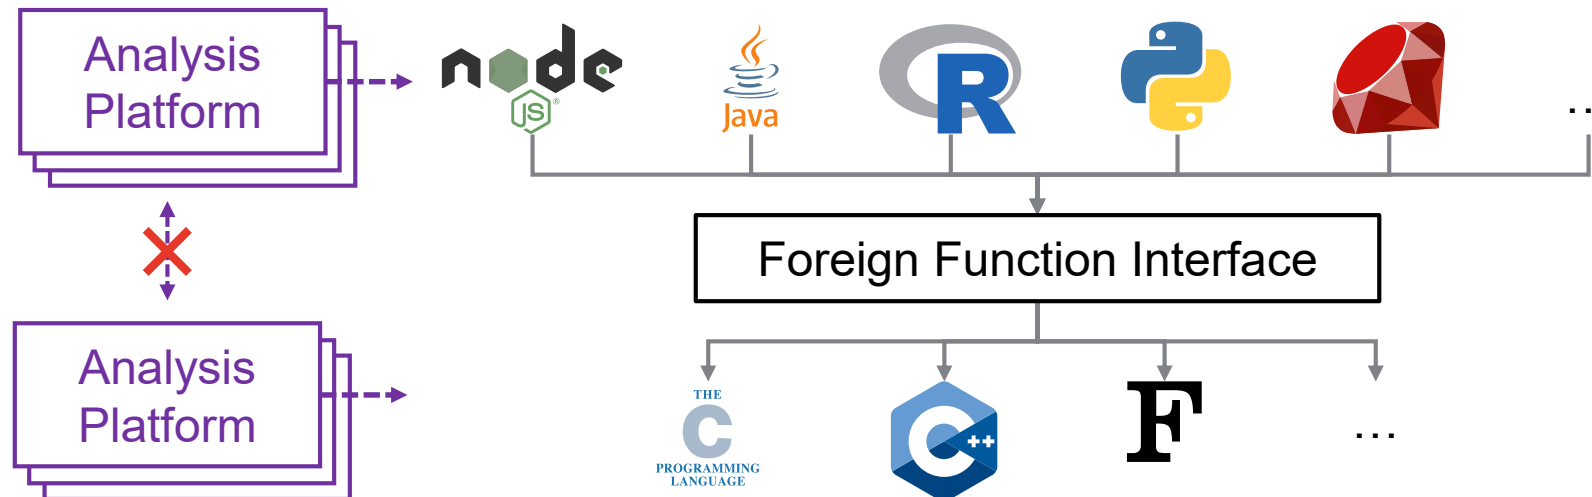 Analysis
Platform
node
JS
®
Java
R
..
Foreign Function Interface
Analysis
Platform
THE
C
PROGRAMMING
LANGUAGE
C++
F
...